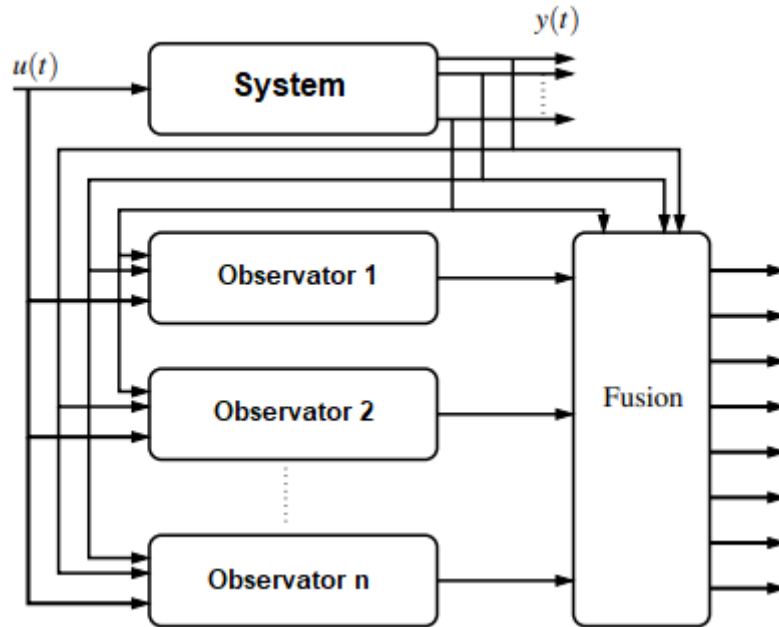 y(t)
u(t)
System
Observator 1
Observator 2
Fusion
Observator n